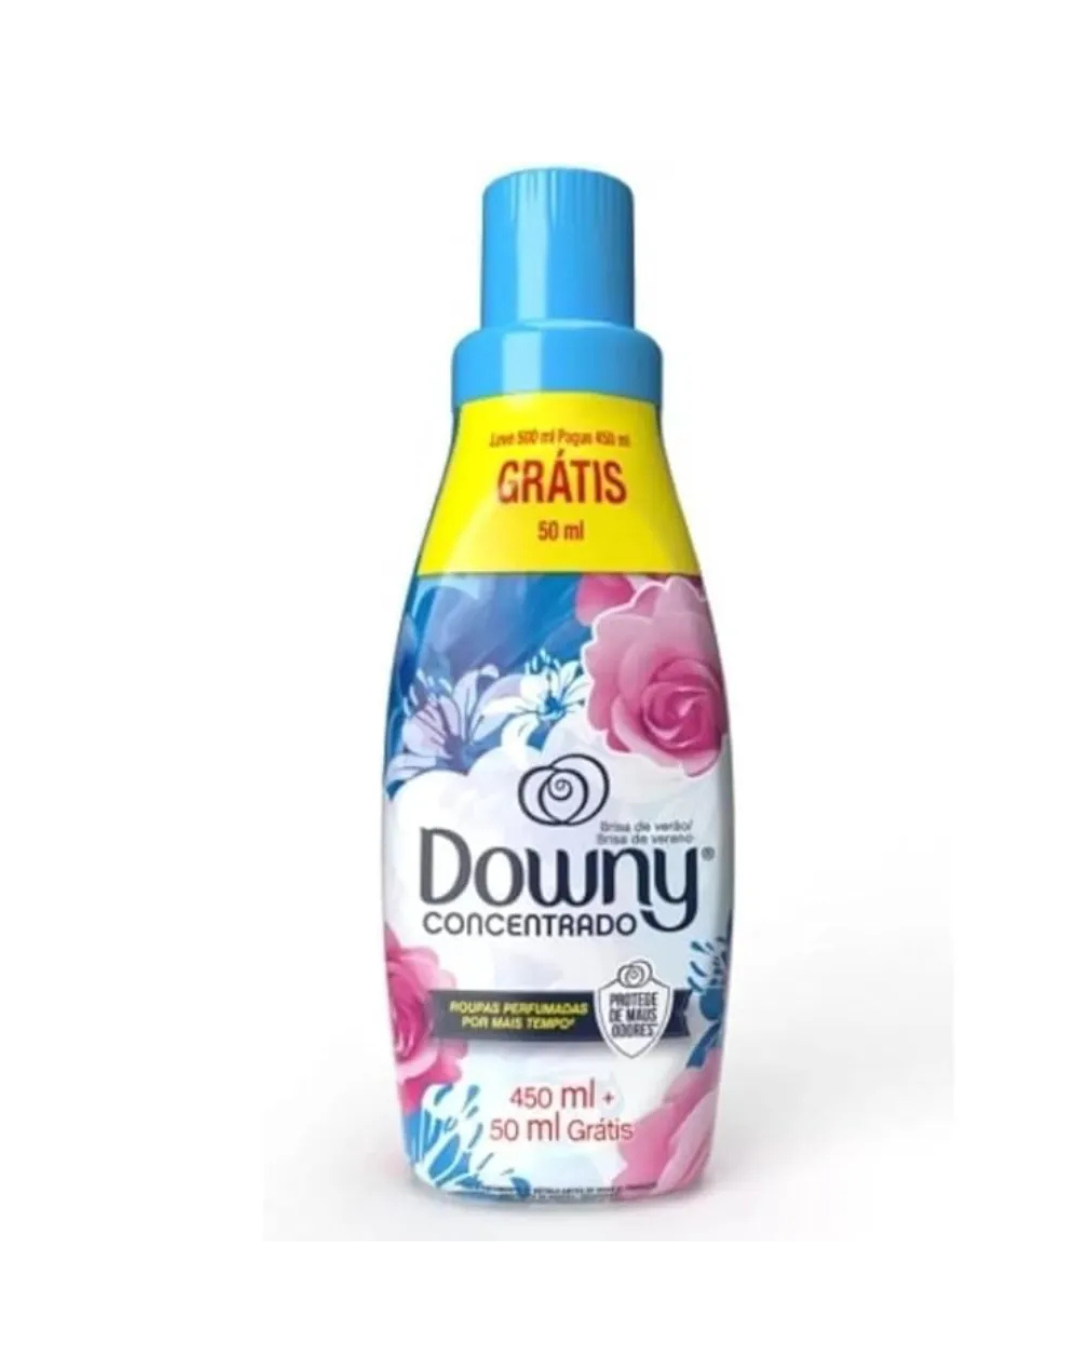 Leve 500 ml Pague 450 ml
GRÁTIS
50 ml
Brisa de verão/
Brisa de verano
Downy®
CONCENTRADO
ROUPAS PERFUMADAS
POR MAIS TEMPO*
PROTEGE
DE MAUS
ODORES*
450 ml +
50 ml Grátis